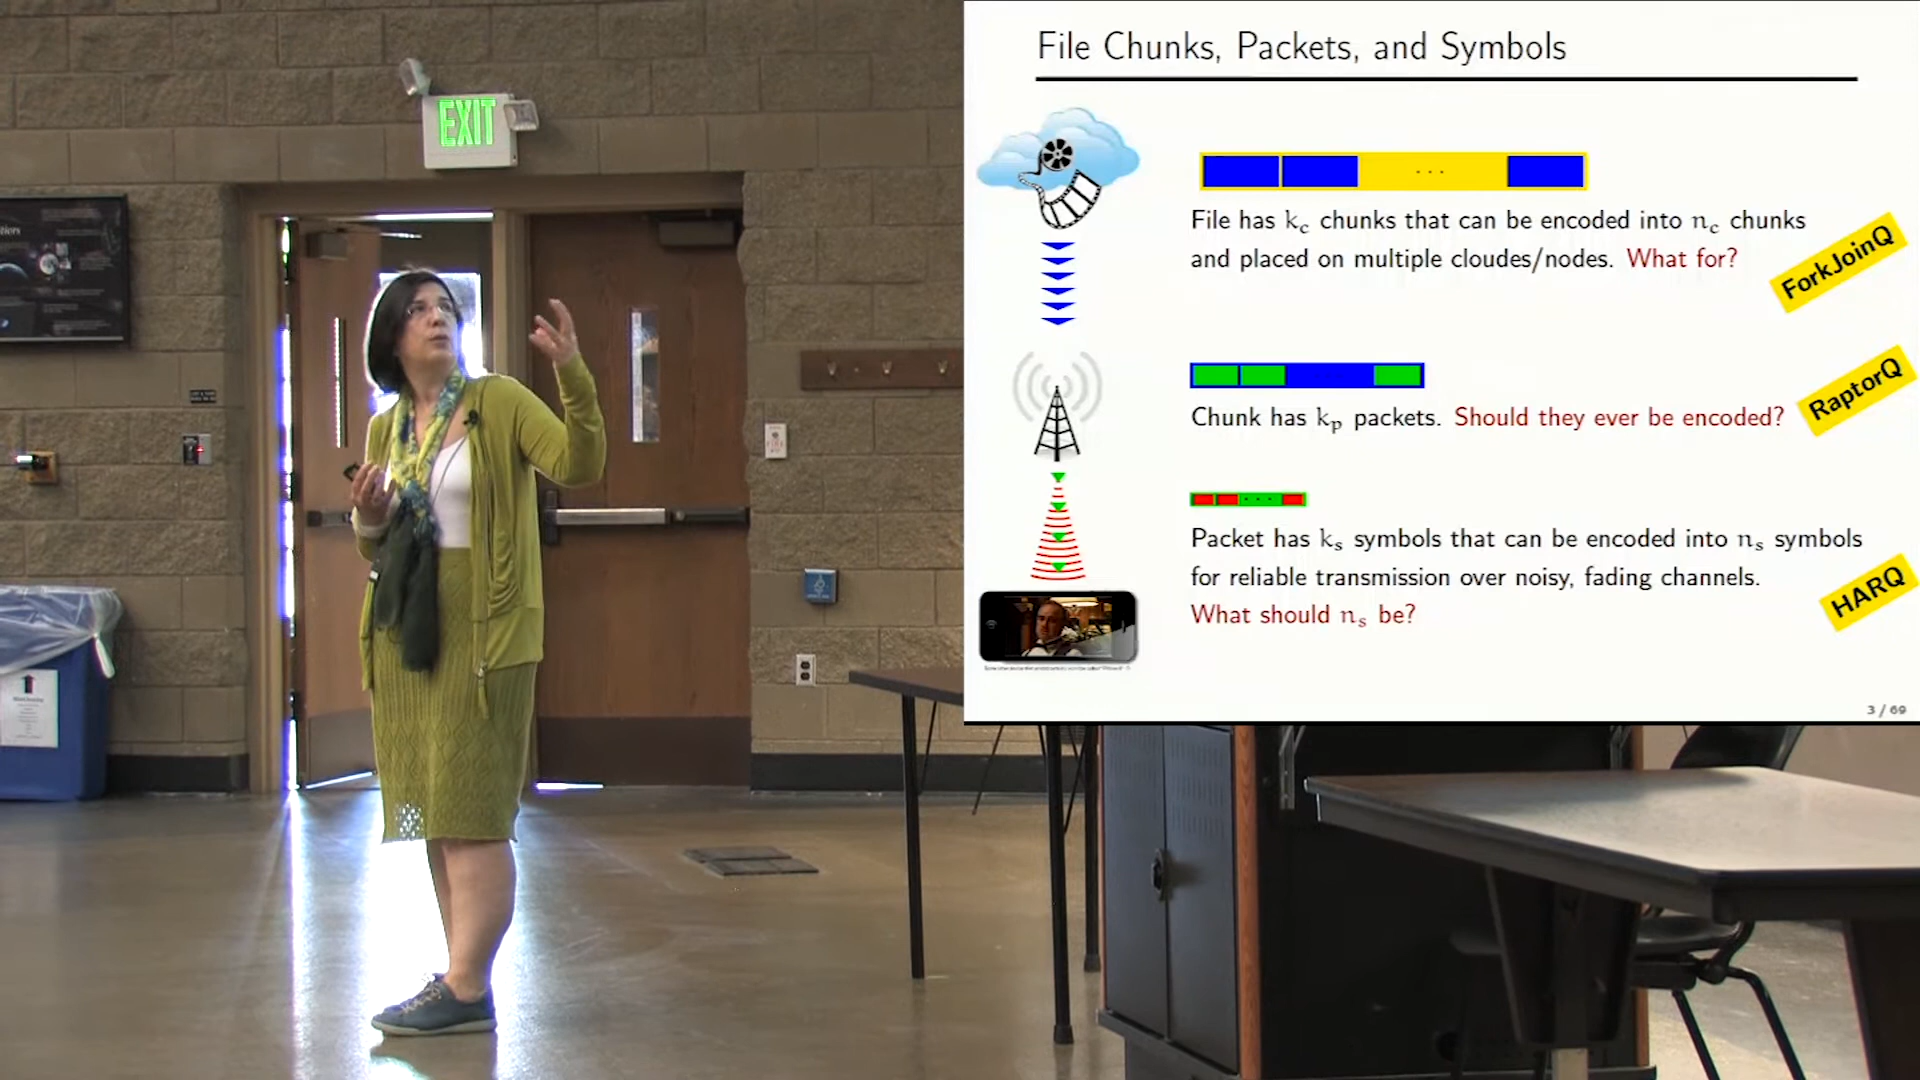 EXIT
File Chunks, Packets, and Symbols
...
File has kc chunks that can be encoded into nc chunks
and placed on multiple cloudes/nodes. What for?
ForkJoinQ
Chunk has kp packets. Should they ever be encoded?
RaptorQ
...
Packet has ks symbols that can be encoded into ns symbols
for reliable transmission over noisy, fading channels.
What should ns be?
HARQ
3 / 69